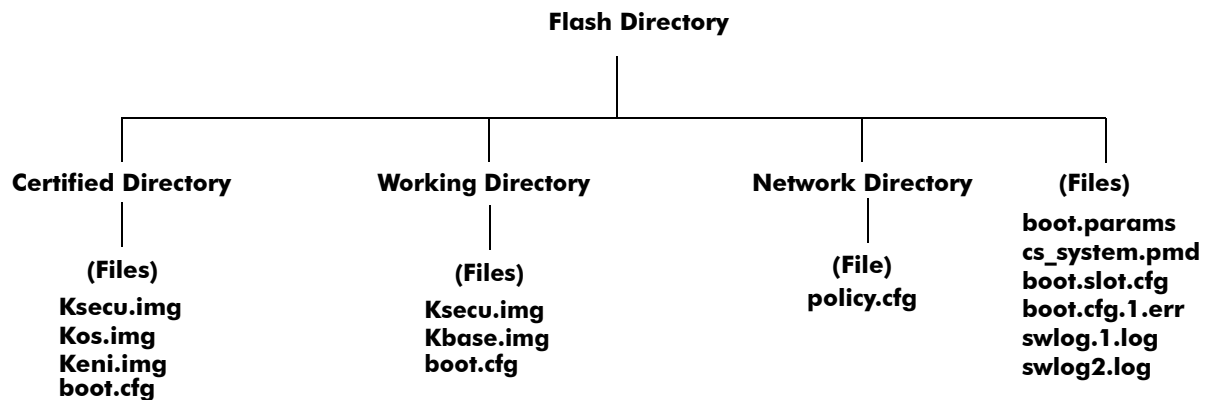 Flash Directory
Certified Directory
(Files)
Ksecu.img
Kos.img
Keni.img
boot.cfg
Working Directory
(Files)
Ksecu.img
Kbase.img
boot.cfg
Network Directory
(File)
policy.cfg
(Files)
boot.params
cs_system.pmd
boot.slot.cfg
boot.cfg.1.err
swlog.1.log
swlog2.log